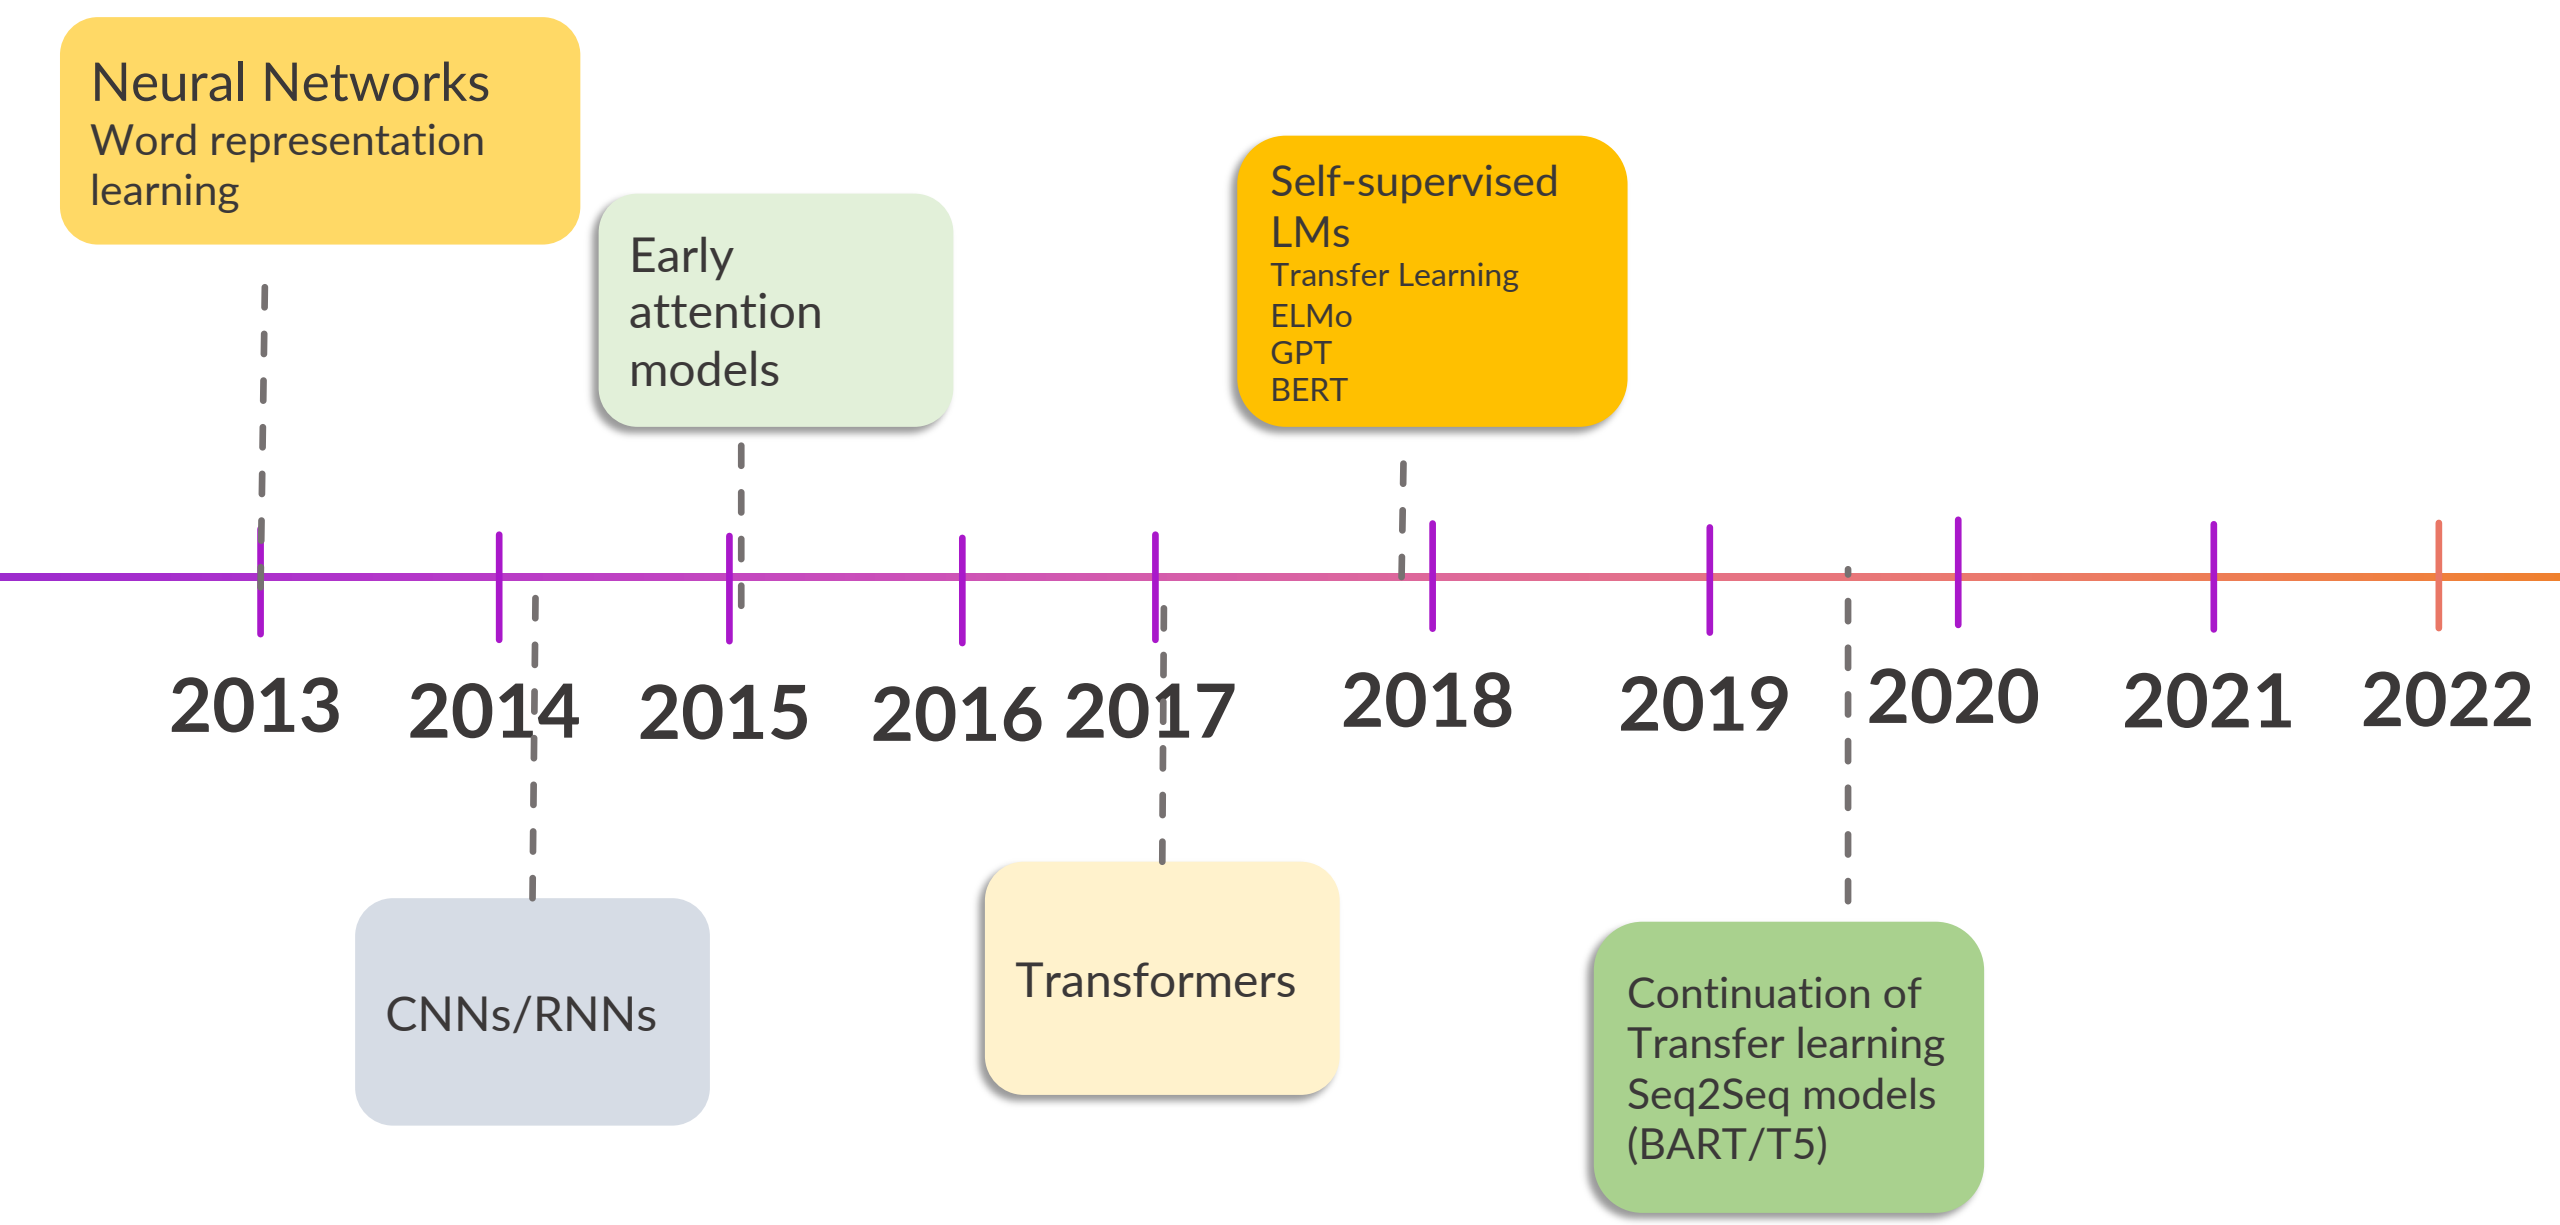 Neural Networks
Word representation
learning
Early
attention
models
Self-supervised
LMs
Transfer Learning
ELMo
GPT
BERT
2013
2014
2015
2016
2017
2018
2019
2020
2021
2022
CNNs/RNNs
Transformers
Continuation of
Transfer learning
Seq2Seq models
(BART/T5)